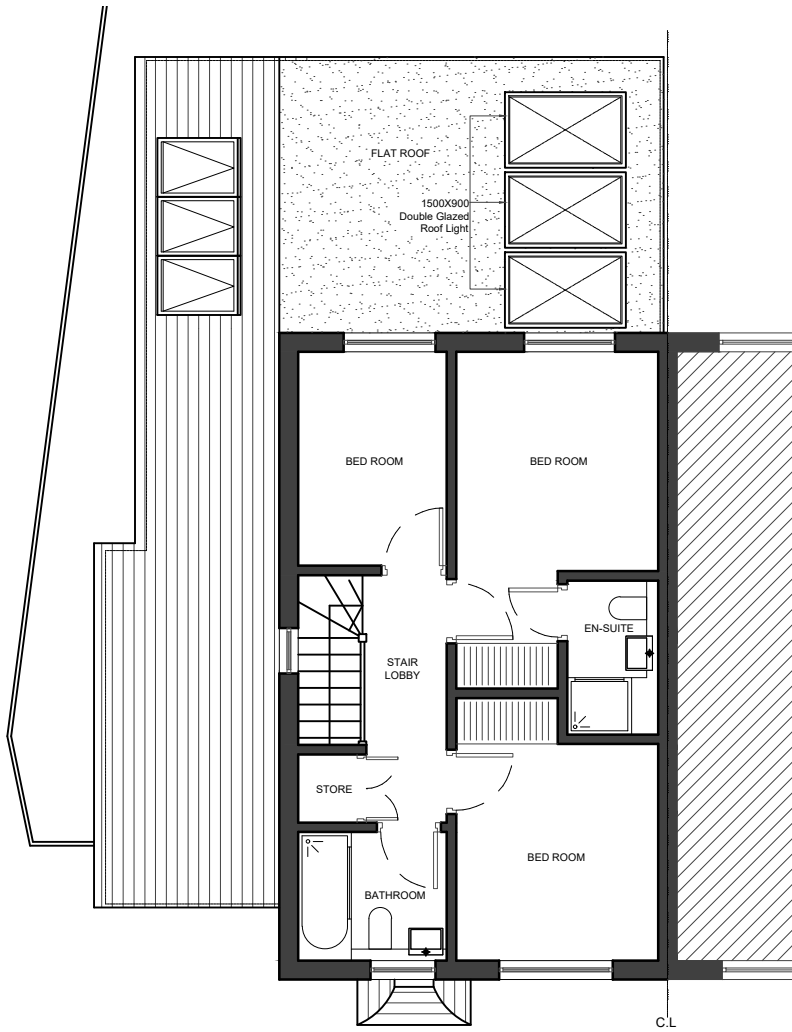 FLAT ROOF
1500X900
Double Glazed
Roof Light
BED ROOM
BED ROOM
EN-SUITE
STAIR
LOBBY
STORE
BED ROOM
BATHROOM
C.L